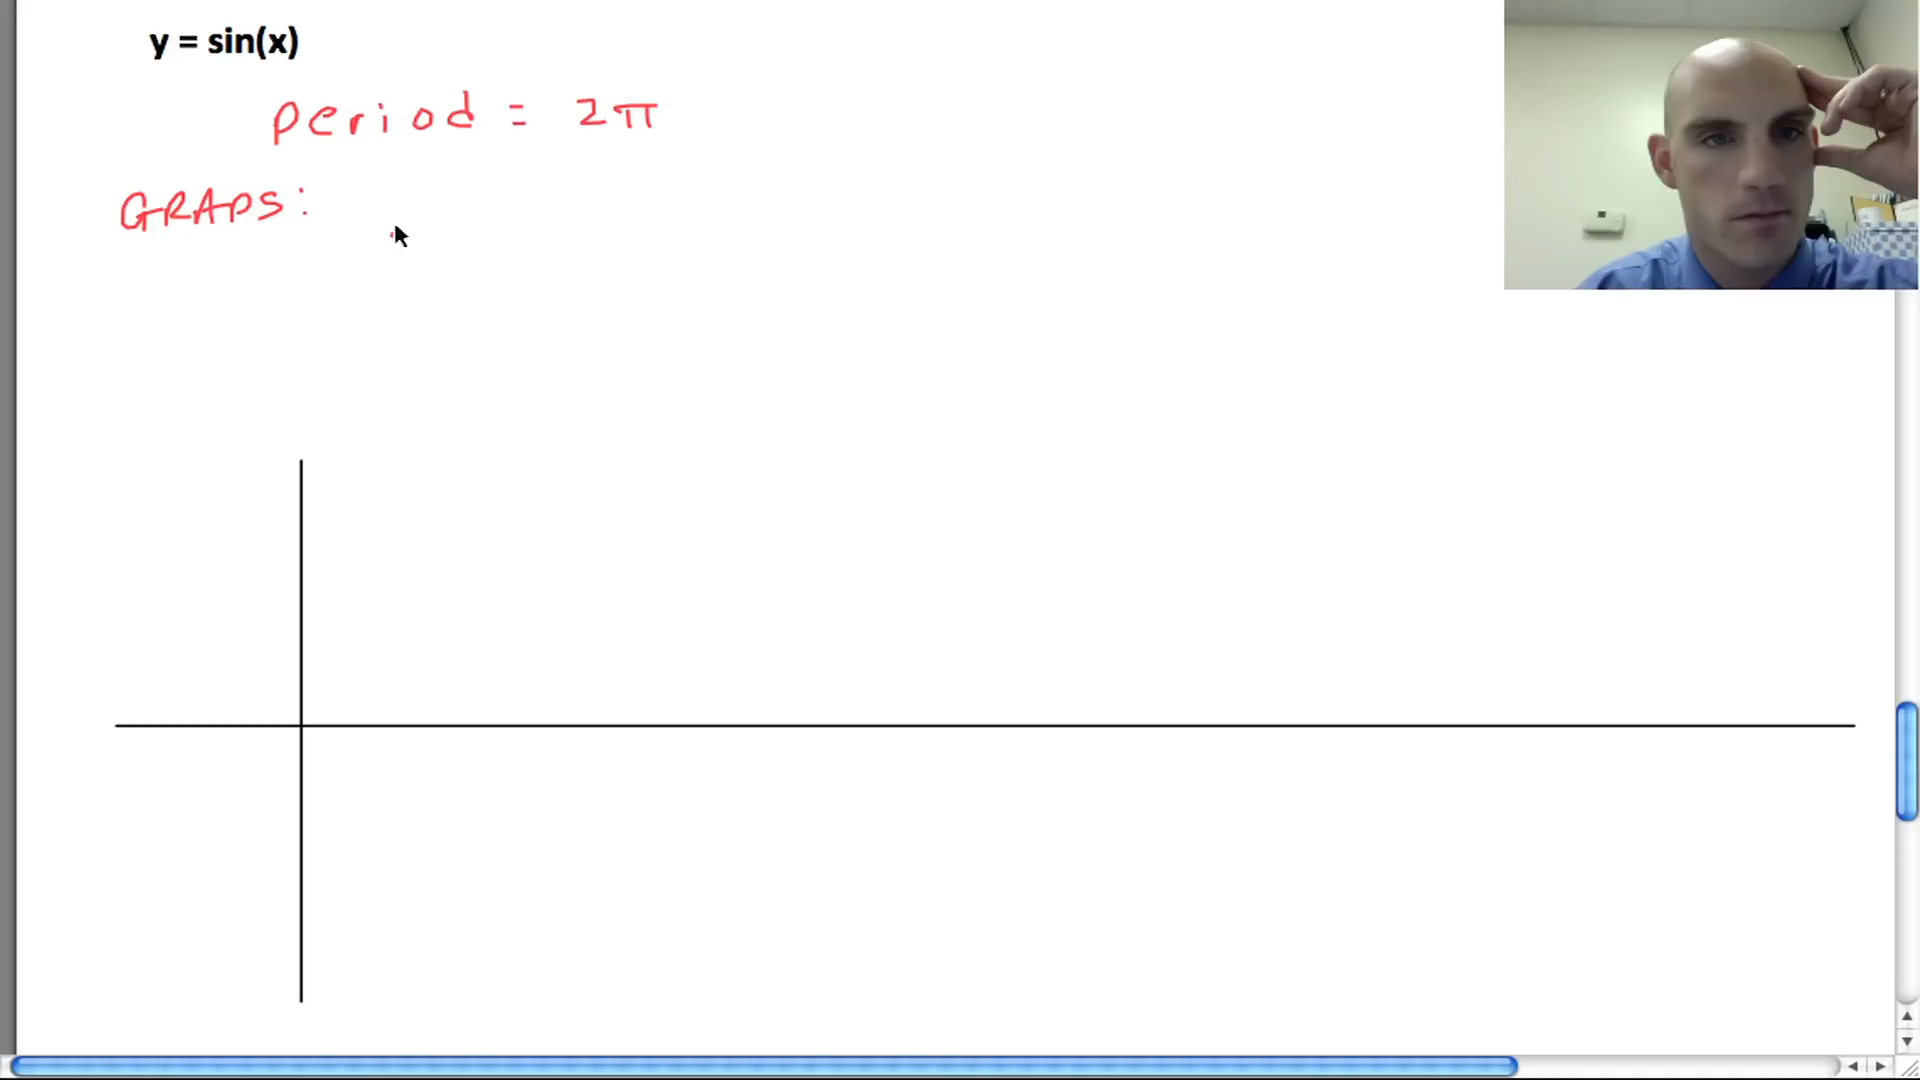 y = sin(x)
period = 2π
GRAPS: